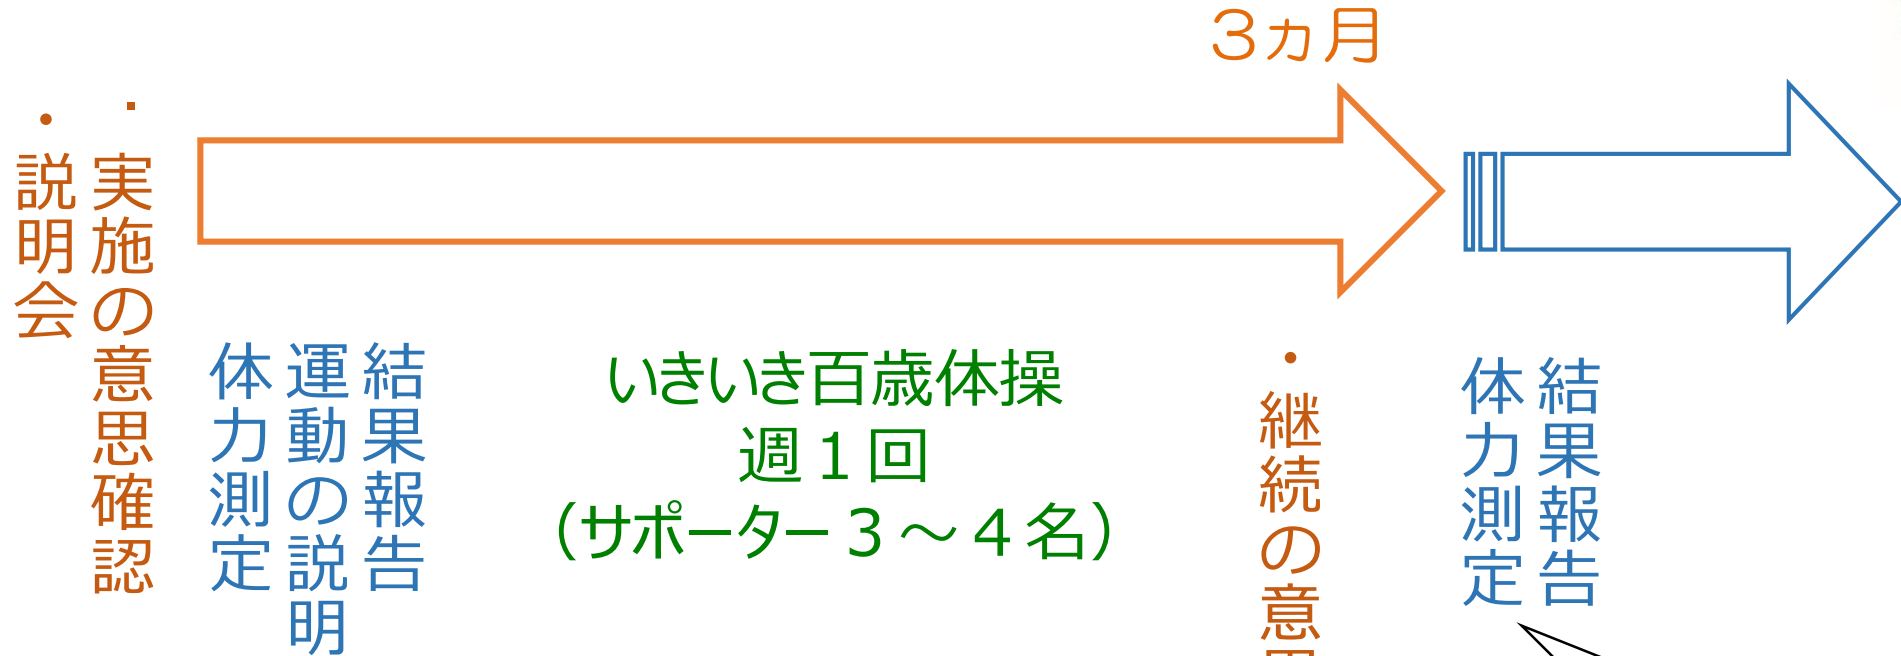 3ヵ月
・説明会
・実施の意思確認
体力測定
運動の説明
結果報告
いきいき百歳体操
週1回
(サポーター3～4名)
・継続の意
体力測定
結果報告